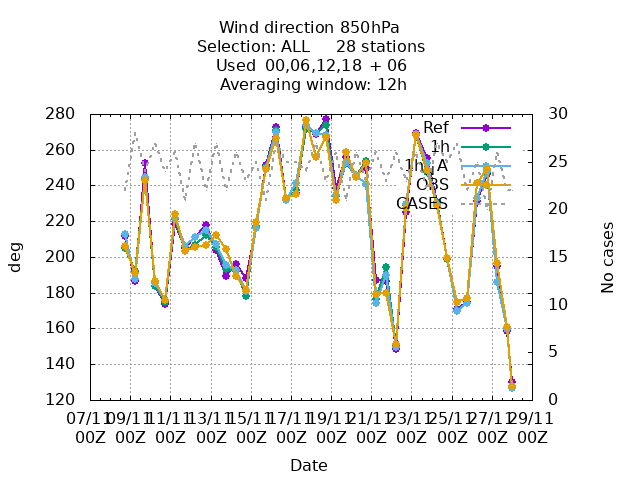 Wind direction 850hPa
Selection: ALL     28 stations
Used 00,06,12,18 + 06
Averaging window: 12h
280
260
240
220
200
180
160
140
120
deg
30
25
20
15
10
5
0
No cases
Ref
1h
1h_A
OBS
CASES
07/11 09/11 11/11 13/11 15/11 17/11 19/11 21/11 23/11 25/11 27/11 29/11
00Z 00Z 00Z 00Z 00Z 00Z 00Z 00Z 00Z 00Z 00Z 00Z
Date